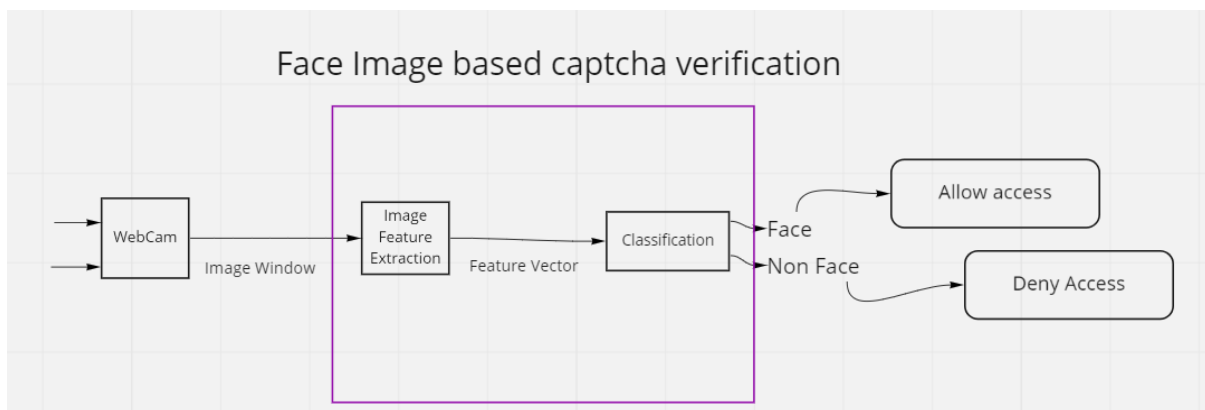 Face Image based captcha verification
WebCam
Image Window
Image
Feature
Extraction
Feature Vector
Classification
Face
Non Face
Allow access
Deny Access